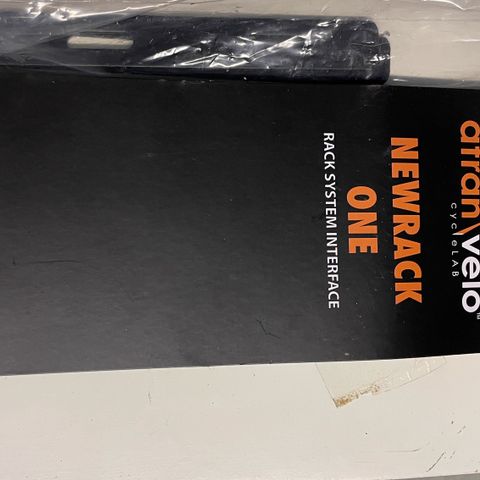 atran velo
cycleLAB
NEWRACK
ONE
RACK SYSTEM INTERFACE